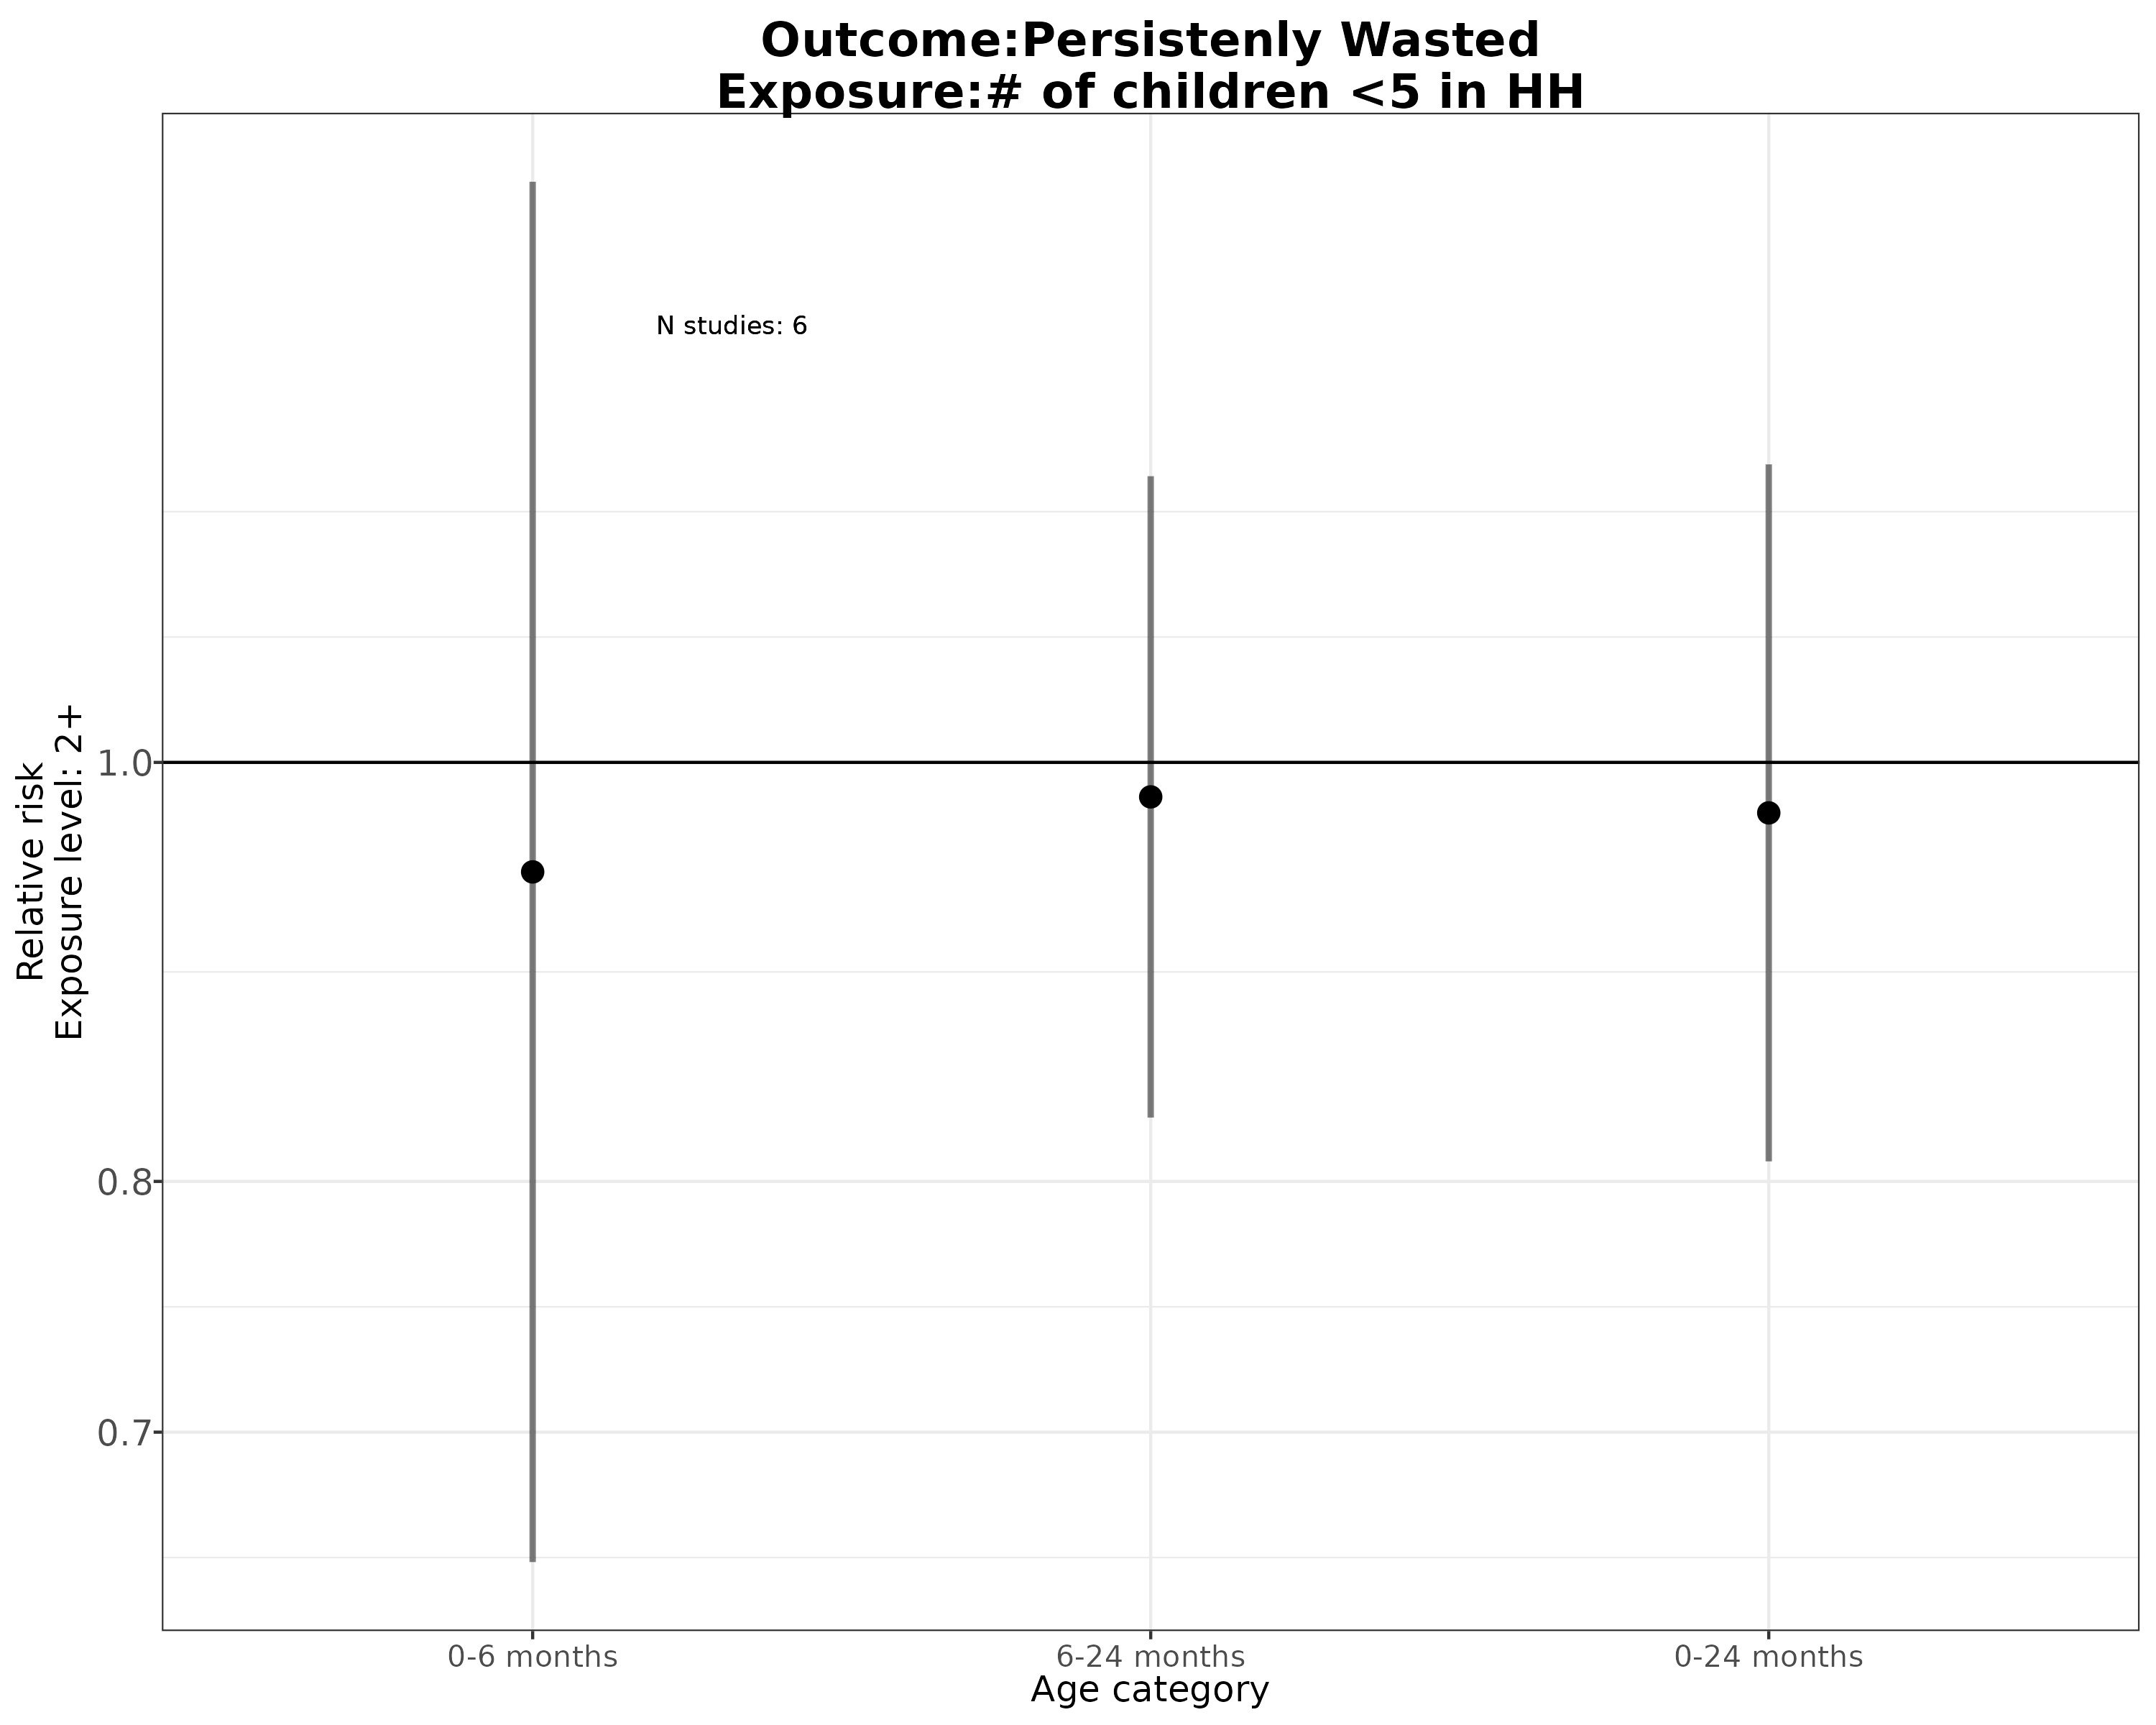 Outcome:Persistenly Wasted
Exposure:# of children <5 in HH
N studies: 6
Relative risk
Exposure level: 2+
1.0
0.8
0.7
0-6 months
6-24 months
0-24 months
Age category